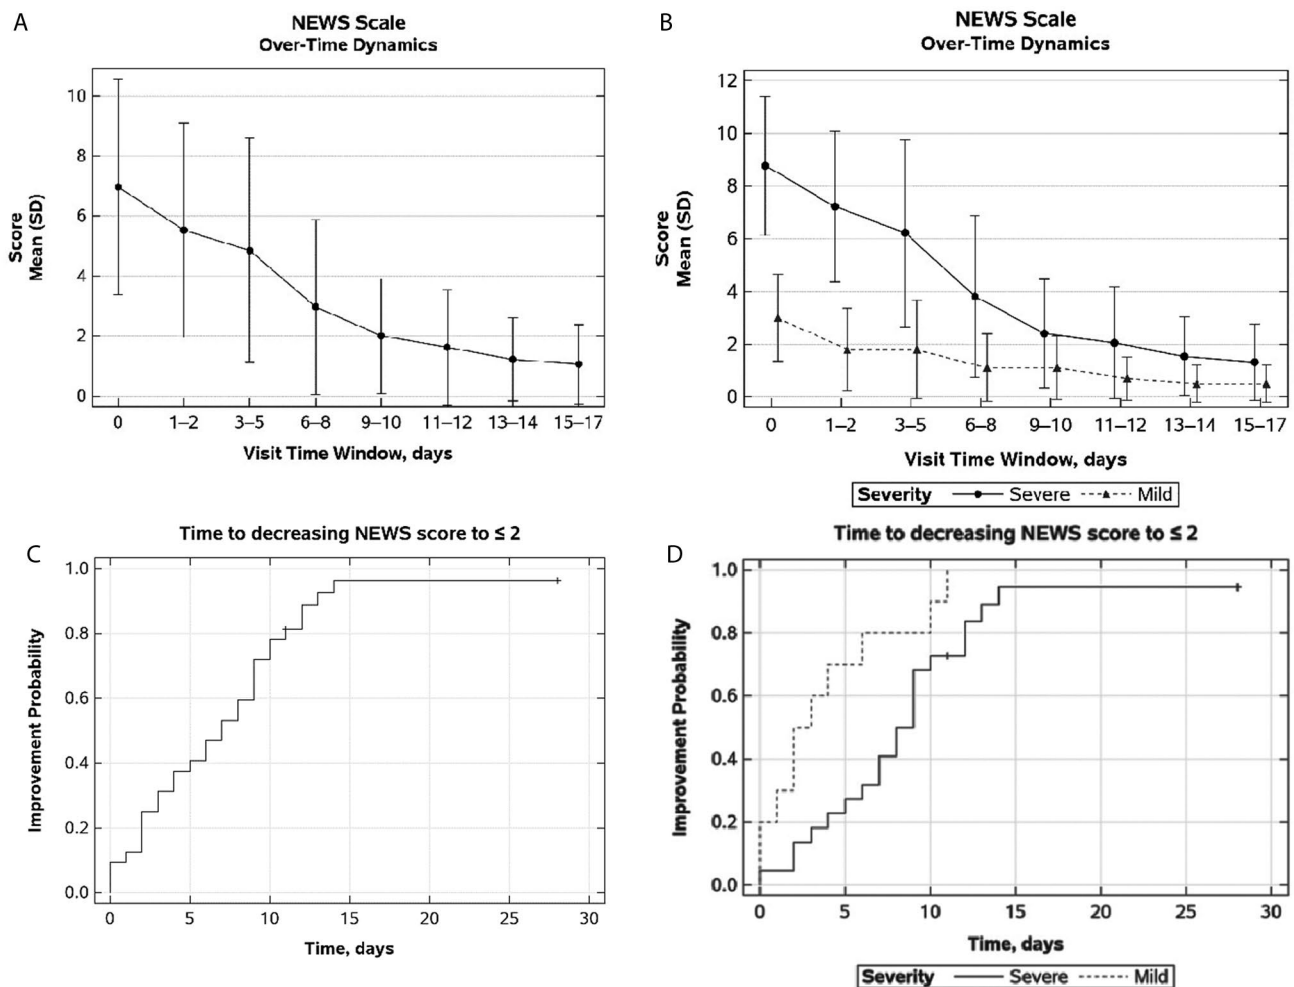 A
NEWS Scale
Over-Time Dynamics
Score
Mean (SD)
10
8
6
4
2
0
0 1–2 3–5 6–8 9–10 11–12 13–14 15–17
Visit Time Window, days
B
NEWS Scale
Over-Time Dynamics
Score
Mean (SD)
12
10
8
6
4
2
0
0 1–2 3–5 6–8 9–10 11–12 13–14 15–17
Visit Time Window, days
Severity Severe Mild
C
Time to decreasing NEWS score to ≤ 2
Improvement Probability
1.0
0.8
0.6
0.4
0.2
0.0
0 5 10 15 20 25 30
Time, days
D
Time to decreasing NEWS score to ≤ 2
Improvement Probability
1.0
0.8
0.6
0.4
0.2
0.0
0 5 10 15 20 25 30
Time, days
Severity Severe Mild